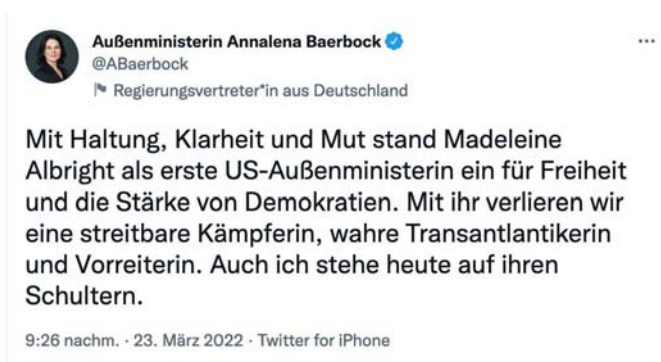 Außenministerin Annalena Baerbock
@ABaerbock
Regierungsvertreter*in aus Deutschland
Mit Haltung, Klarheit und Mut stand Madeleine
Albright als erste US-Außenministerin ein für Freiheit
und die Stärke von Demokratien. Mit ihr verlieren wir
eine streitbare Kämpferin, wahre Transantlantikerin
und Vorreiterin. Auch ich stehe heute auf ihren
Schultern.
9:26 nachm. · 23. März 2022 · Twitter for iPhone